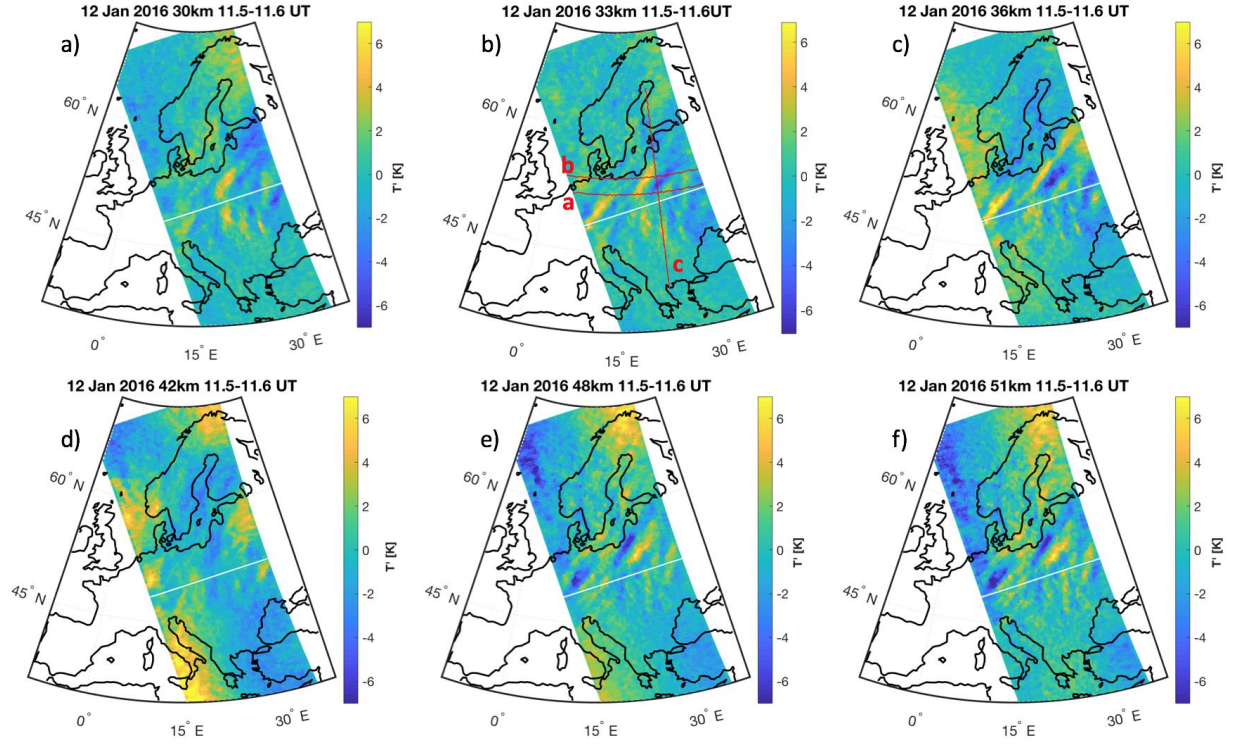 12 Jan 2016 30km 11.5-11.6 UT
a)
60° N
45° N
0°
15° E
30° E
6
4
2
0
-2
-4
-6
T' [K]
12 Jan 2016 33km 11.5-11.6UT
b)
60° N
45° N
0°
15° E
30° E
b
a
c
6
4
2
0
-2
-4
-6
T' [K]
12 Jan 2016 36km 11.5-11.6 UT
c)
60° N
45° N
0°
15° E
30° E
6
4
2
0
-2
-4
-6
T' [K]
12 Jan 2016 42km 11.5-11.6 UT
d)
60° N
45° N
0°
15° E
30° E
6
4
2
0
-2
-4
-6
T' [K]
12 Jan 2016 48km 11.5-11.6 UT
e)
60° N
45° N
0°
15° E
30° E
6
4
2
0
-2
-4
-6
T' [K]
12 Jan 2016 51km 11.5-11.6 UT
f)
60° N
45° N
0°
15° E
30° E
6
4
2
0
-2
-4
-6
T' [K]